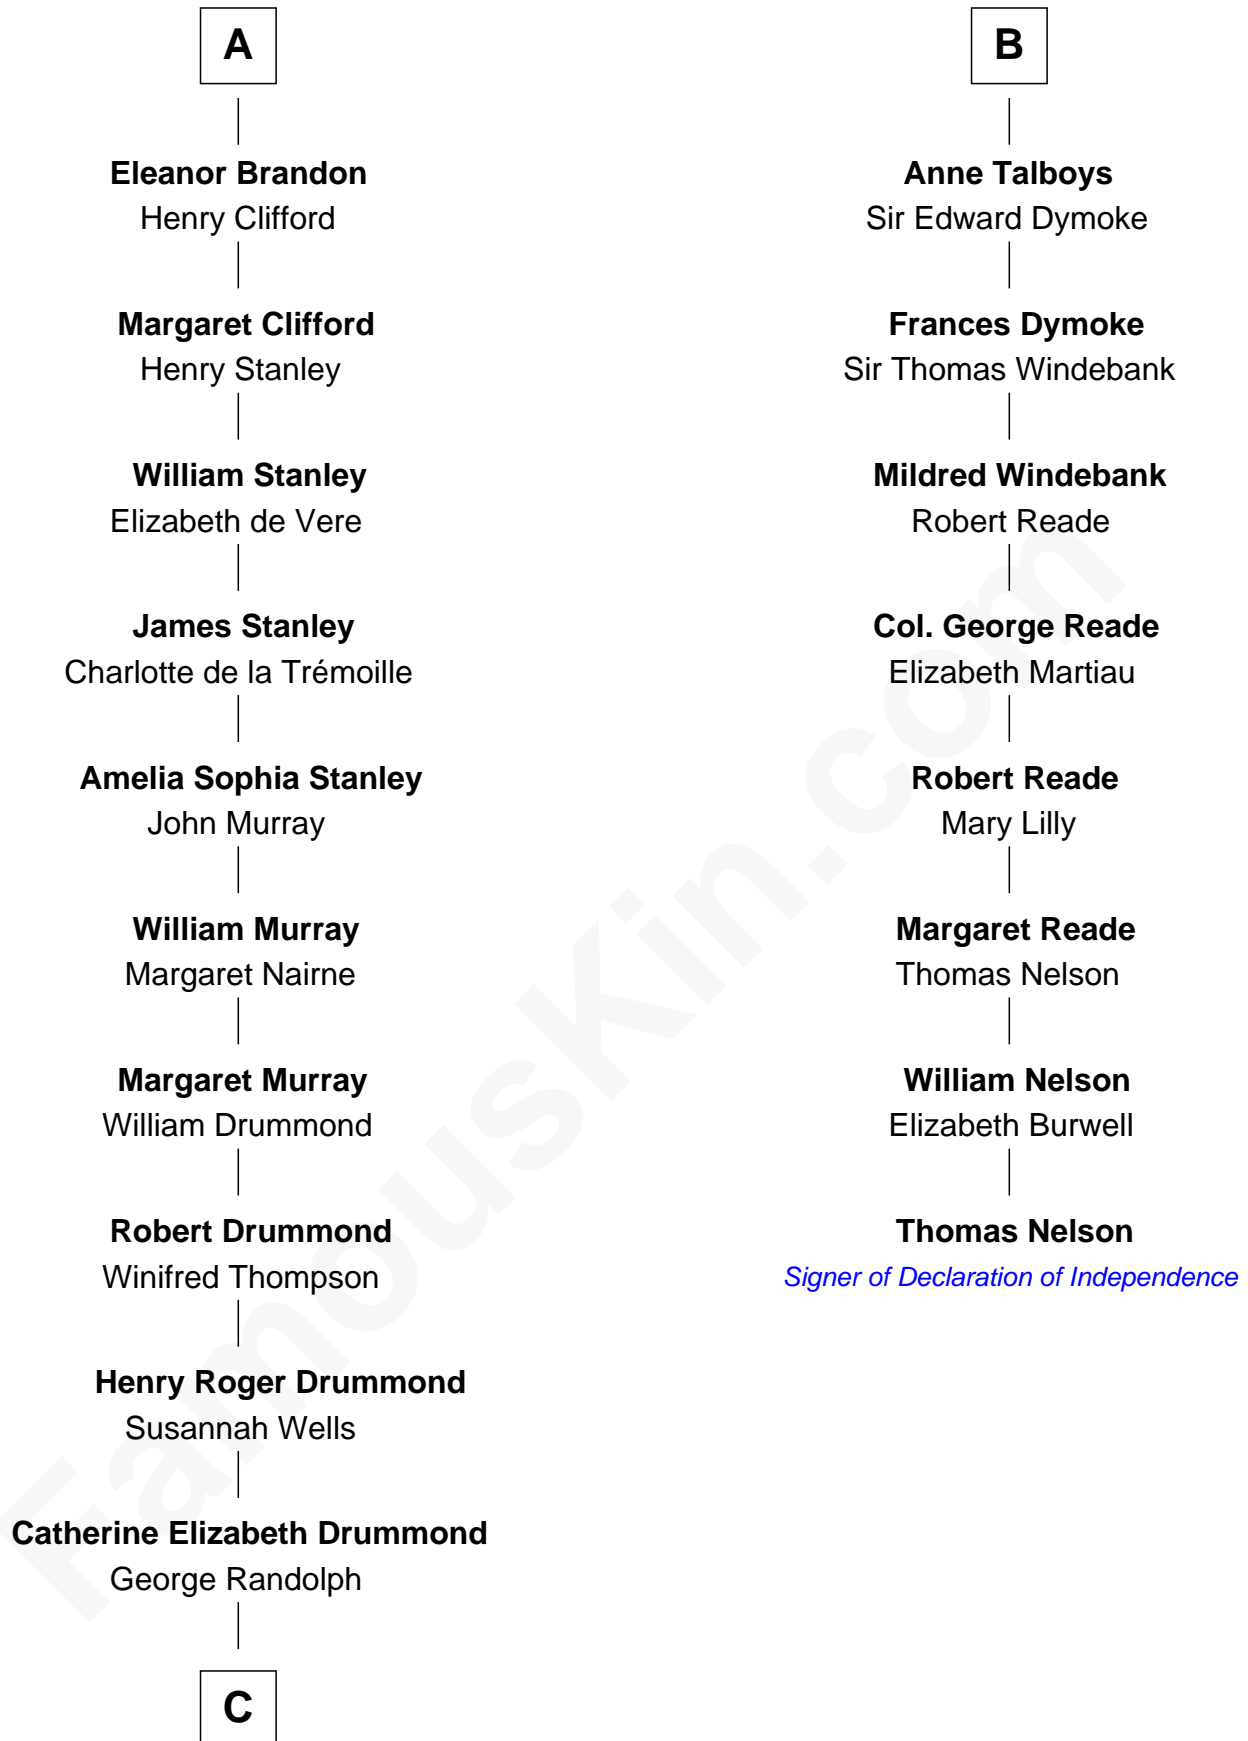 A
Eleanor Brandon
Henry Clifford
Margaret Clifford
Henry Stanley
William Stanley
Elizabeth de Vere
James Stanley
Charlotte de la Trémoille
Amelia Sophia Stanley
John Murray
William Murray
Margaret Nairne
Margaret Murray
William Drummond
Robert Drummond
Winifred Thompson
Henry Roger Drummond
Susannah Wells
Catherine Elizabeth Drummond
George Randolph
C
B
Anne Talboys
Sir Edward Dymoke
Frances Dymoke
Sir Thomas Windebank
Mildred Windebank
Robert Reade
Col. George Reade
Elizabeth Martiau
Robert Reade
Mary Lilly
Margaret Reade
Thomas Nelson
William Nelson
Elizabeth Burwell
Thomas Nelson
Signer of Declaration of Independence
FamousKin.com